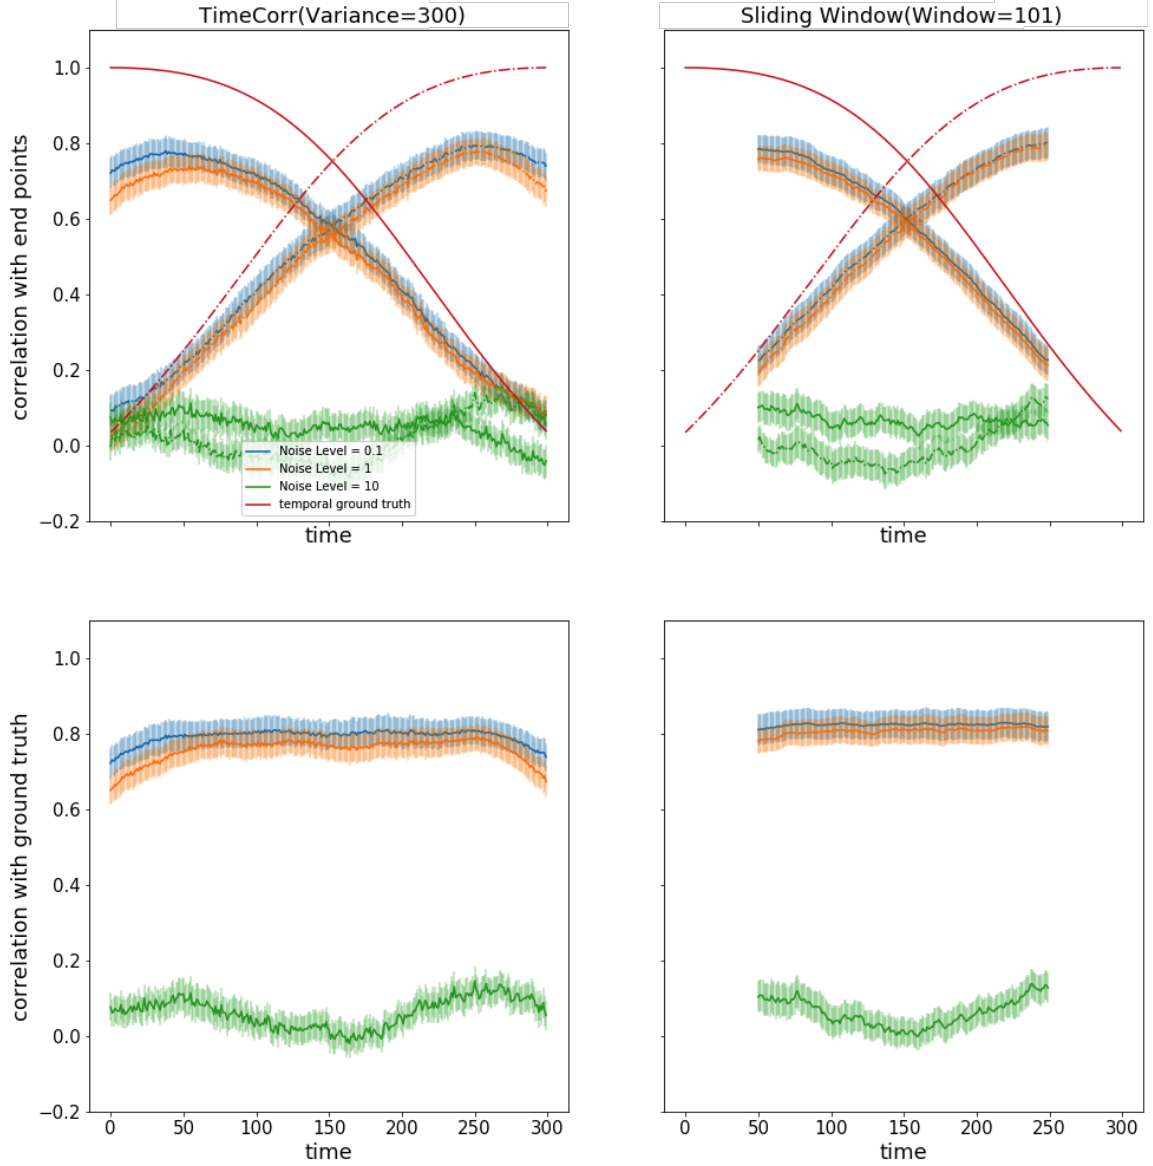 TimeCorr(Variance=300)
Sliding Window(Window=101)
correlation with end points
1.0
0.8
0.6
0.4
0.2
0.0
−0.2
Noise Level = 0.1
Noise Level = 1
Noise Level = 10
temporal ground truth
time
time
correlation with ground truth
1.0
0.8
0.6
0.4
0.2
0.0
−0.2
0 50 100 150 200 250 300
0 50 100 150 200 250 300
time
time